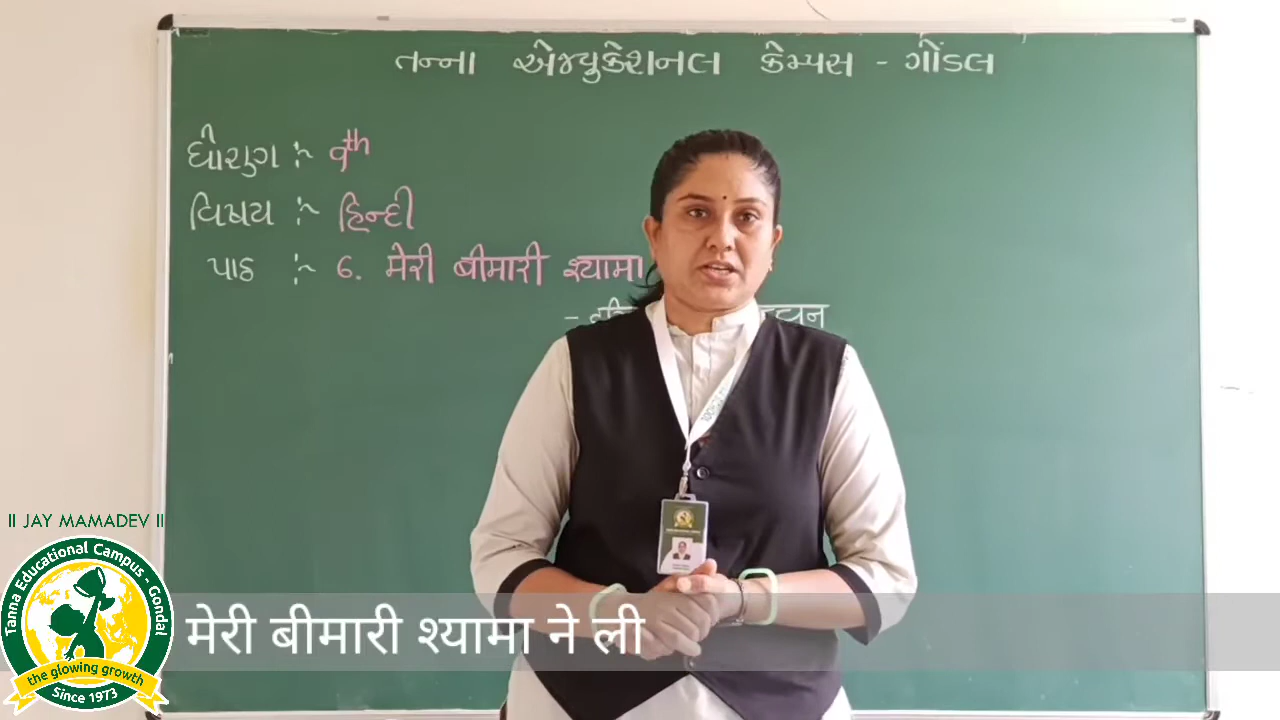 તન્ના એજ્યુકેશનલ કેમ્પસ - ગોંડલ
ધોરણ :- 9th
વિષય :- હિન્દી
પાઠ :- 6. मेरी बीमारी श्यामा
II JAY MAMADEV II
Tanna Educational Campus - Gondal
the glowing growth
Since 1973
मेरी बीमारी श्यामा ने ली